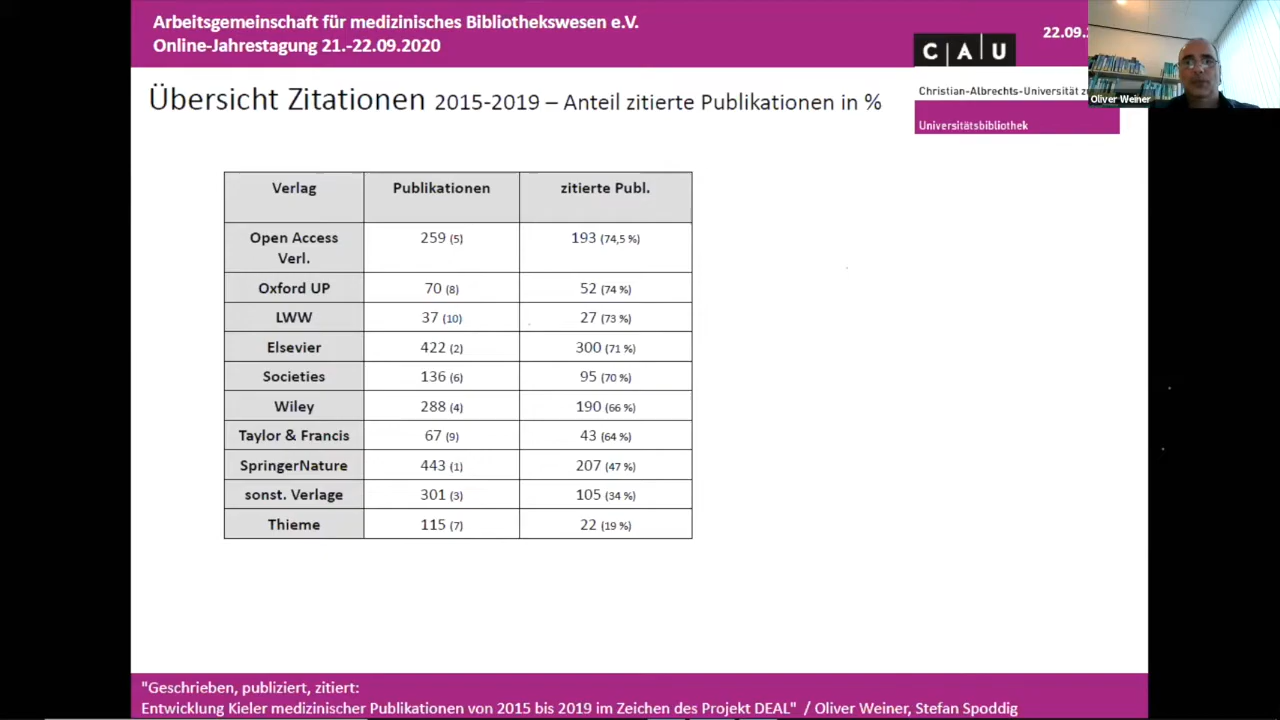 Arbeitsgemeinschaft für medizinisches Bibliothekswesen e.V.
Online-Jahrestagung 21.-22.09.2020
22.09.
CAU
Christian-Albrechts-Universität
Universitätsbibliothek
Oliver Weiner
Übersicht Zitationen 2015-2019 – Anteil zitierte Publikationen in %
Verlag Publikationen zitierte Publ.
Open Access 259 (5) 193 (74,5 %)
Verl.
Oxford UP 70 (8) 52 (74 %)
LWW 37 (10) 27 (73 %)
Elsevier 422 (2) 300 (71 %)
Societies 136 (6) 95 (70 %)
Wiley 288 (4) 190 (66 %)
Taylor & Francis 67 (9) 43 (64 %)
SpringerNature 443 (1) 207 (47 %)
sonst. Verlage 301 (3) 105 (34 %)
Thieme 115 (7) 22 (19 %)
"Geschrieben, publiziert, zitiert:
Entwicklung Kieler medizinischer Publikationen von 2015 bis 2019 im Zeichen des Projekt DEAL" / Oliver Weiner, Stefan Spoddig